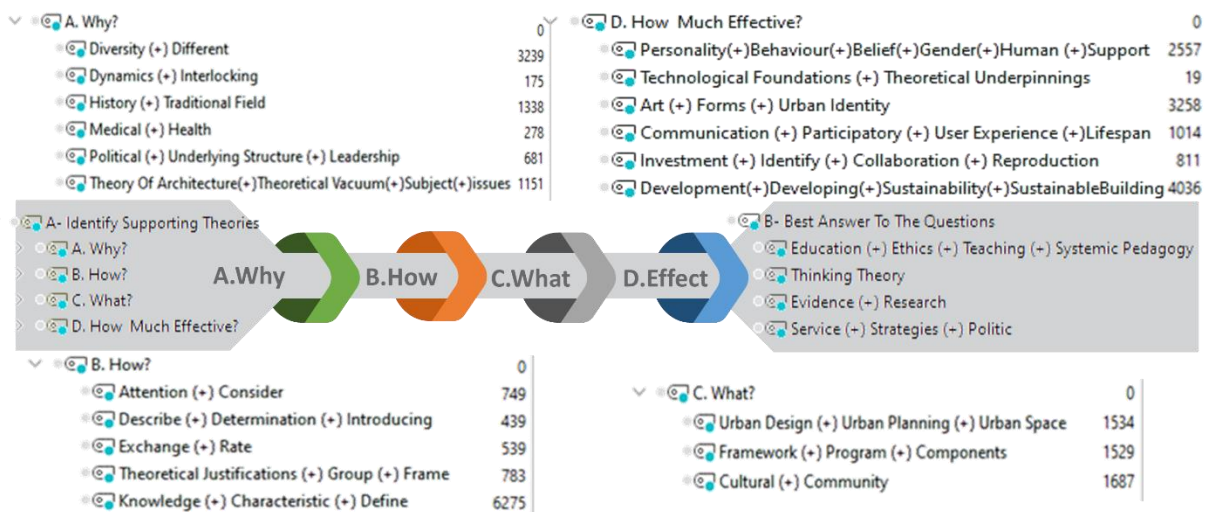 A. Why? 0
Diversity (+) Different 3239
Dynamics (+) Interlocking 175
History (+) Traditional Field 1338
Medical (+) Health 278
Political (+) Underlying Structure (+) Leadership 681
Theory Of Architecture(+)Theoretical Vacuum(+)Subject(+)issues 1151
D. How Much Effective? 0
Personality(+)Behaviour(+)Belief(+)Gender(+)Human (+)Support 2557
Technological Foundations (+) Theoretical Underpinnings 19
Art (+) Forms (+) Urban Identity 3258
Communication (+) Participatory (+) User Experience (+)Lifespan 1014
Investment (+) Identify (+) Collaboration (+) Reproduction 811
Development(+)Developing(+)Sustainability(+)SustainableBuilding 4036
A- Identify Supporting Theories
A. Why?
B. How?
C. What?
D. How Much Effective?
A.Why
B.How
C.What
D.Effect
B- Best Answer To The Questions
Education (+) Ethics (+) Teaching (+) Systemic Pedagogy
Thinking Theory
Evidence (+) Research
Service (+) Strategies (+) Politic
B. How? 0
Attention (+) Consider 749
Describe (+) Determination (+) Introducing 439
Exchange (+) Rate 539
Theoretical Justifications (+) Group (+) Frame 783
Knowledge (+) Characteristic (+) Define 6275
C. What? 0
Urban Design (+) Urban Planning (+) Urban Space 1534
Framework (+) Program (+) Components 1529
Cultural (+) Community 1687